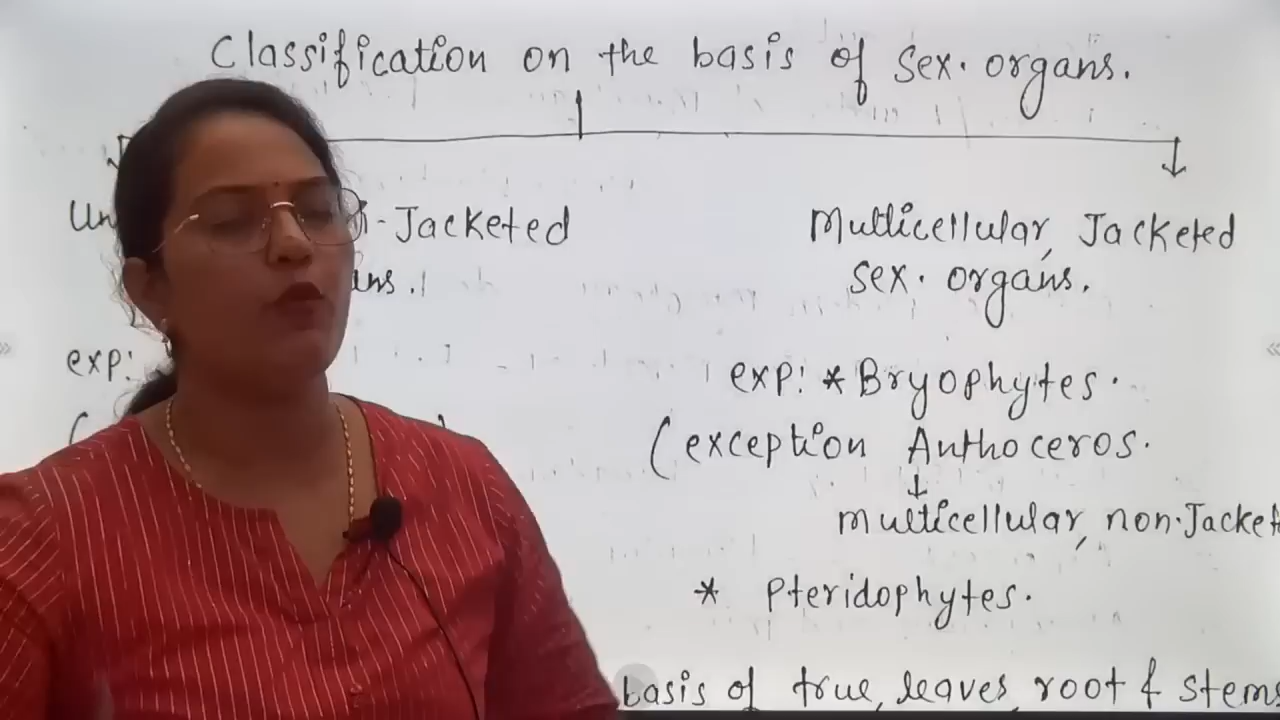 Classification on the basis of Sex. organs.
-Jacketed
Multicellular, Jacketed
Sex. organs.
exp:
exp: * Bryophytes.
(exception Anthoceros.
↓
multicellular, non-Jacket
* Pteridophytes.
basis of true, leaves, root & stems